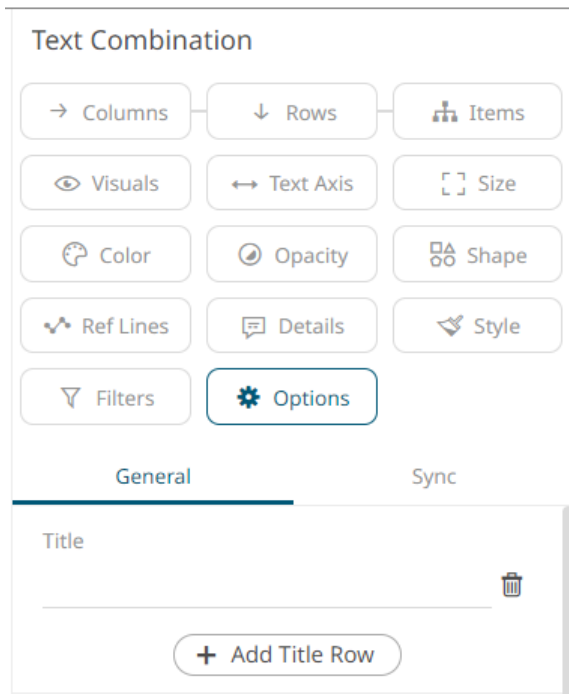 Text Combination
Columns Rows Items
Visuals Text Axis Size
Color Opacity Shape
Ref Lines Details Style
Filters Options
General Sync
Title
Add Title Row